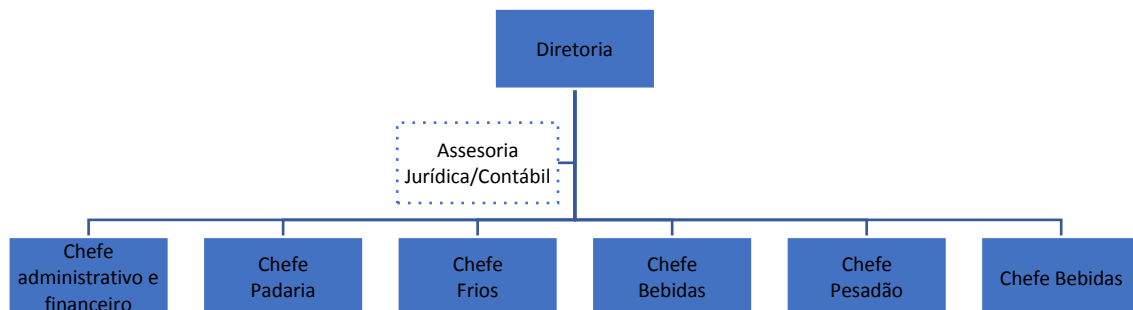 Diretoria
Assesoria
Jurídica/Contábil
Chefe
administrativo e
financeiro
Chefe
Padaria
Chefe
Frios
Chefe
Bebidas
Chefe
Pesadão
Chefe Bebidas